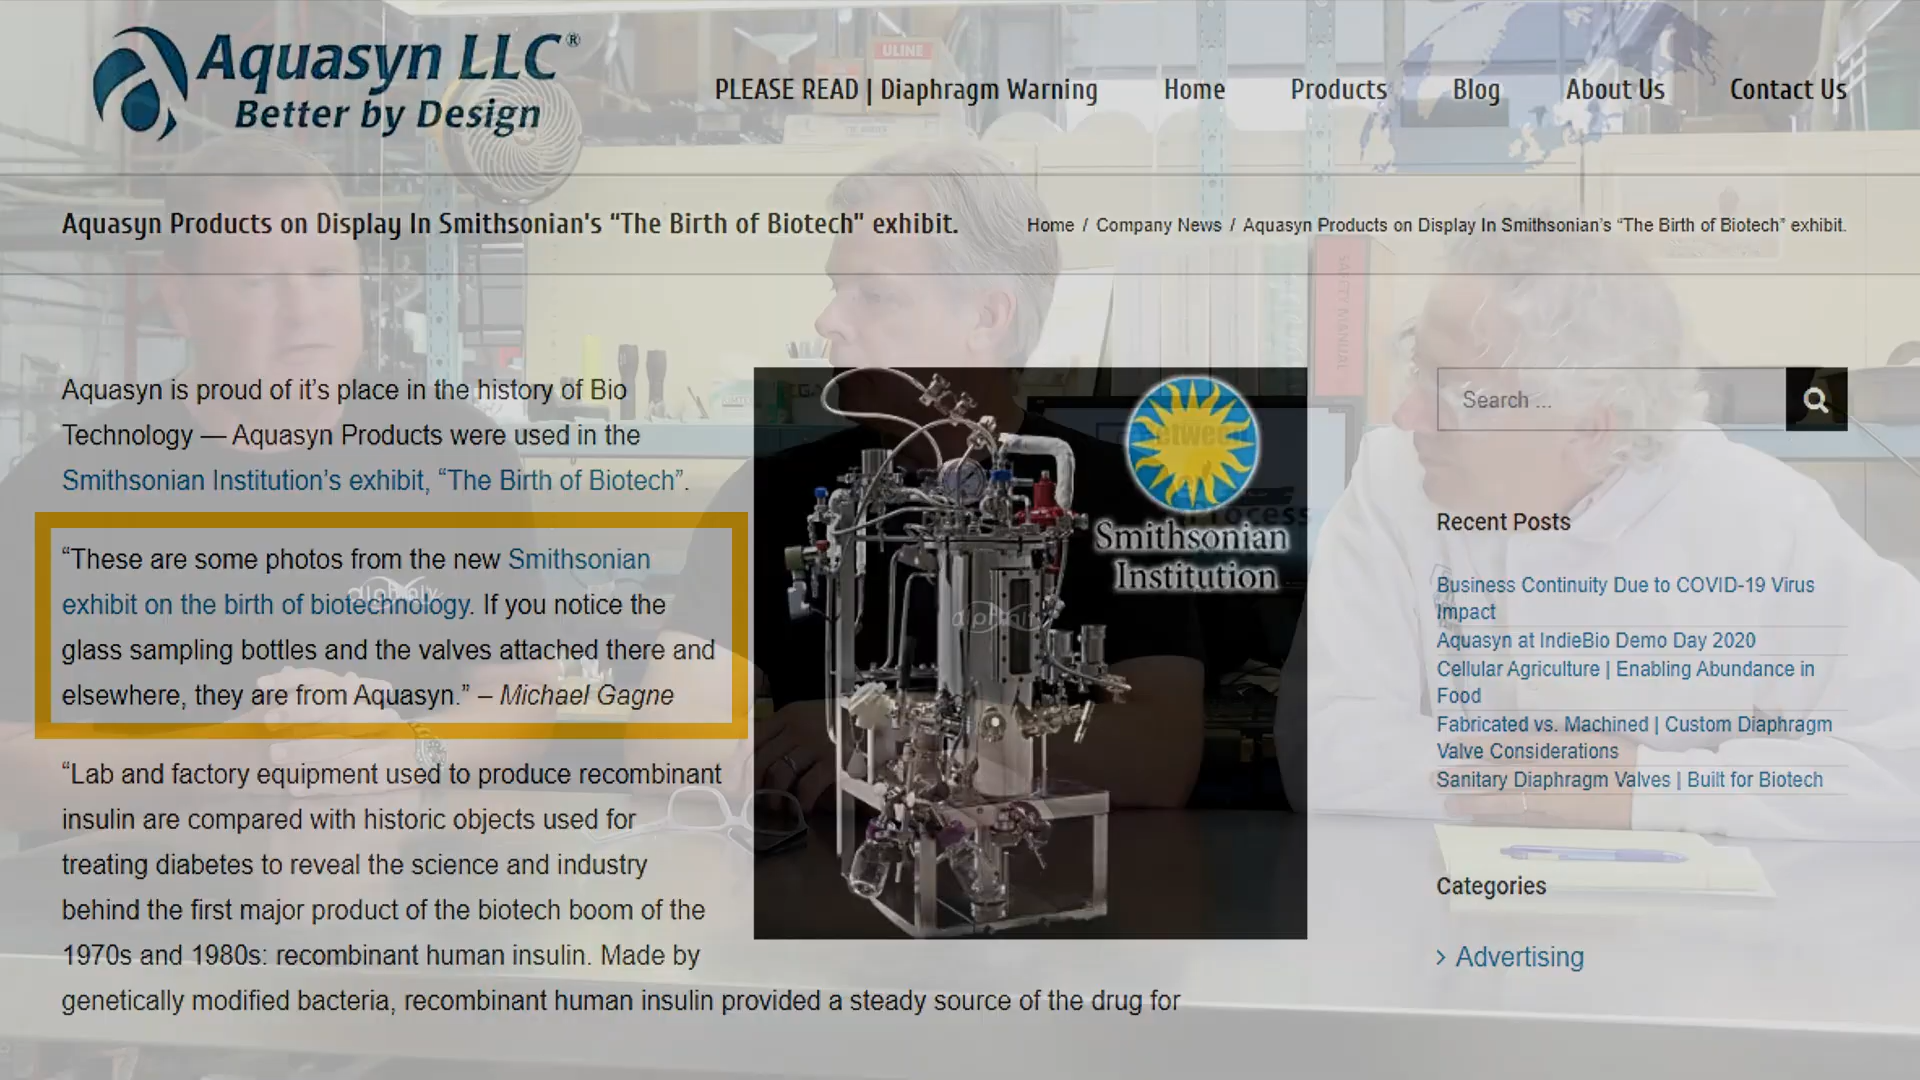 Aquasyn LLC®
Better by Design
ULINE
PLEASE READ | Diaphragm Warning
Home
Products
Blog
About Us
Contact Us
Aquasyn Products on Display In Smithsonian's “The Birth of Biotech” exhibit.
Home / Company News / Aquasyn Products on Display In Smithsonian's “The Birth of Biotech” exhibit.
SAFETY MANUAL
Aquasyn is proud of it's place in the history of Bio
Technology — Aquasyn Products were used in the
Smithsonian Institution's exhibit, “The Birth of Biotech”.
“These are some photos from the new Smithsonian
exhibit on the birth of biotechnology. If you notice the
glass sampling bottles and the valves attached there and
elsewhere, they are from Aquasyn.” – Michael Gagne
alphinity
“Lab and factory equipment used to produce recombinant
insulin are compared with historic objects used for
treating diabetes to reveal the science and industry
behind the first major product of the biotech boom of the
1970s and 1980s: recombinant human insulin. Made by
genetically modified bacteria, recombinant human insulin provided a steady source of the drug for
between
Process
Smithsonian
Institution
alphinity
Search ...
Recent Posts
Business Continuity Due to COVID-19 Virus
Impact
Aquasyn at IndieBio Demo Day 2020
Cellular Agriculture | Enabling Abundance in
Food
Fabricated vs. Machined | Custom Diaphragm
Valve Considerations
Sanitary Diaphragm Valves | Built for Biotech
Categories
> Advertising